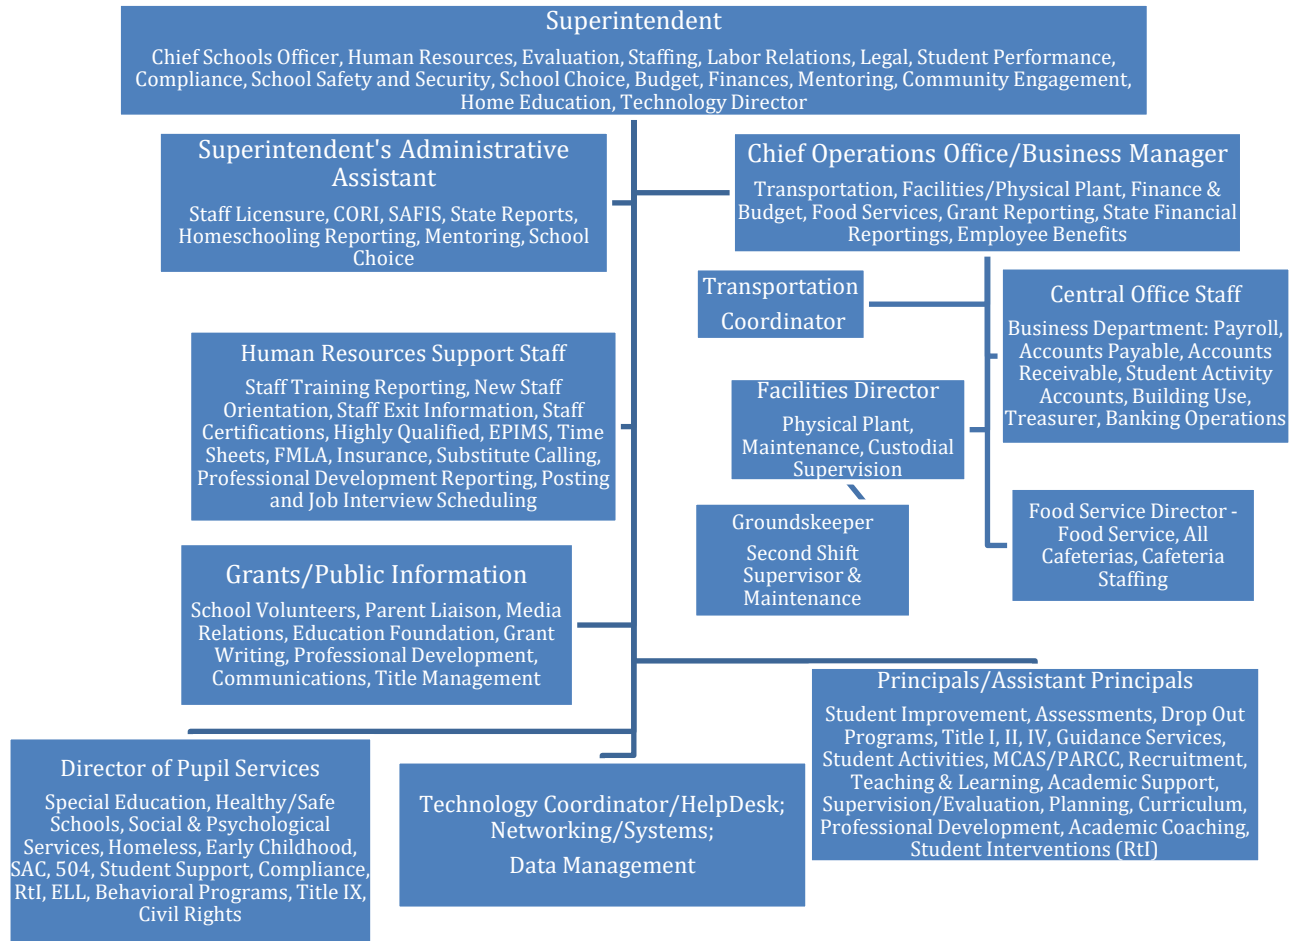 Superintendent
Chief Schools Officer, Human Resources, Evaluation, Staffing, Labor Relations, Legal, Student Performance,
Compliance, School Safety and Security, School Choice, Budget, Finances, Mentoring, Community Engagement,
Home Education, Technology Director
Superintendent's Administrative
Assistant
Staff Licensure, CORI, SAFIS, State Reports,
Homeschooling Reporting, Mentoring, School
Choice
Chief Operations Office/Business Manager
Transportation, Facilities/Physical Plant, Finance &
Budget, Food Services, Grant Reporting, State Financial
Reportings, Employee Benefits
Transportation
Coordinator
Central Office Staff
Business Department: Payroll,
Accounts Payable, Accounts
Receivable, Student Activity
Accounts, Building Use,
Treasurer, Banking Operations
Human Resources Support Staff
Staff Training Reporting, New Staff
Orientation, Staff Exit Information, Staff
Certifications, Highly Qualified, EPIMS, Time
Sheets, FMLA, Insurance, Substitute Calling,
Professional Development Reporting, Posting
and Job Interview Scheduling
Facilities Director
Physical Plant,
Maintenance, Custodial
Supervision
Groundskeeper
Second Shift
Supervisor &
Maintenance
Food Service Director -
Food Service, All
Cafeterias, Cafeteria
Staffing
Grants/Public Information
School Volunteers, Parent Liaison, Media
Relations, Education Foundation, Grant
Writing, Professional Development,
Communications, Title Management
Principals/Assistant Principals
Student Improvement, Assessments, Drop Out
Programs, Title I, II, IV, Guidance Services,
Student Activities, MCAS/PARCC, Recruitment,
Teaching & Learning, Academic Support,
Supervision/Evaluation, Planning, Curriculum,
Professional Development, Academic Coaching,
Student Interventions (RtI)
Director of Pupil Services
Special Education, Healthy/Safe
Schools, Social & Psychological
Services, Homeless, Early Childhood,
SAC, 504, Student Support, Compliance,
RtI, ELL, Behavioral Programs, Title IX,
Civil Rights
Technology Coordinator/HelpDesk;
Networking/Systems;
Data Management